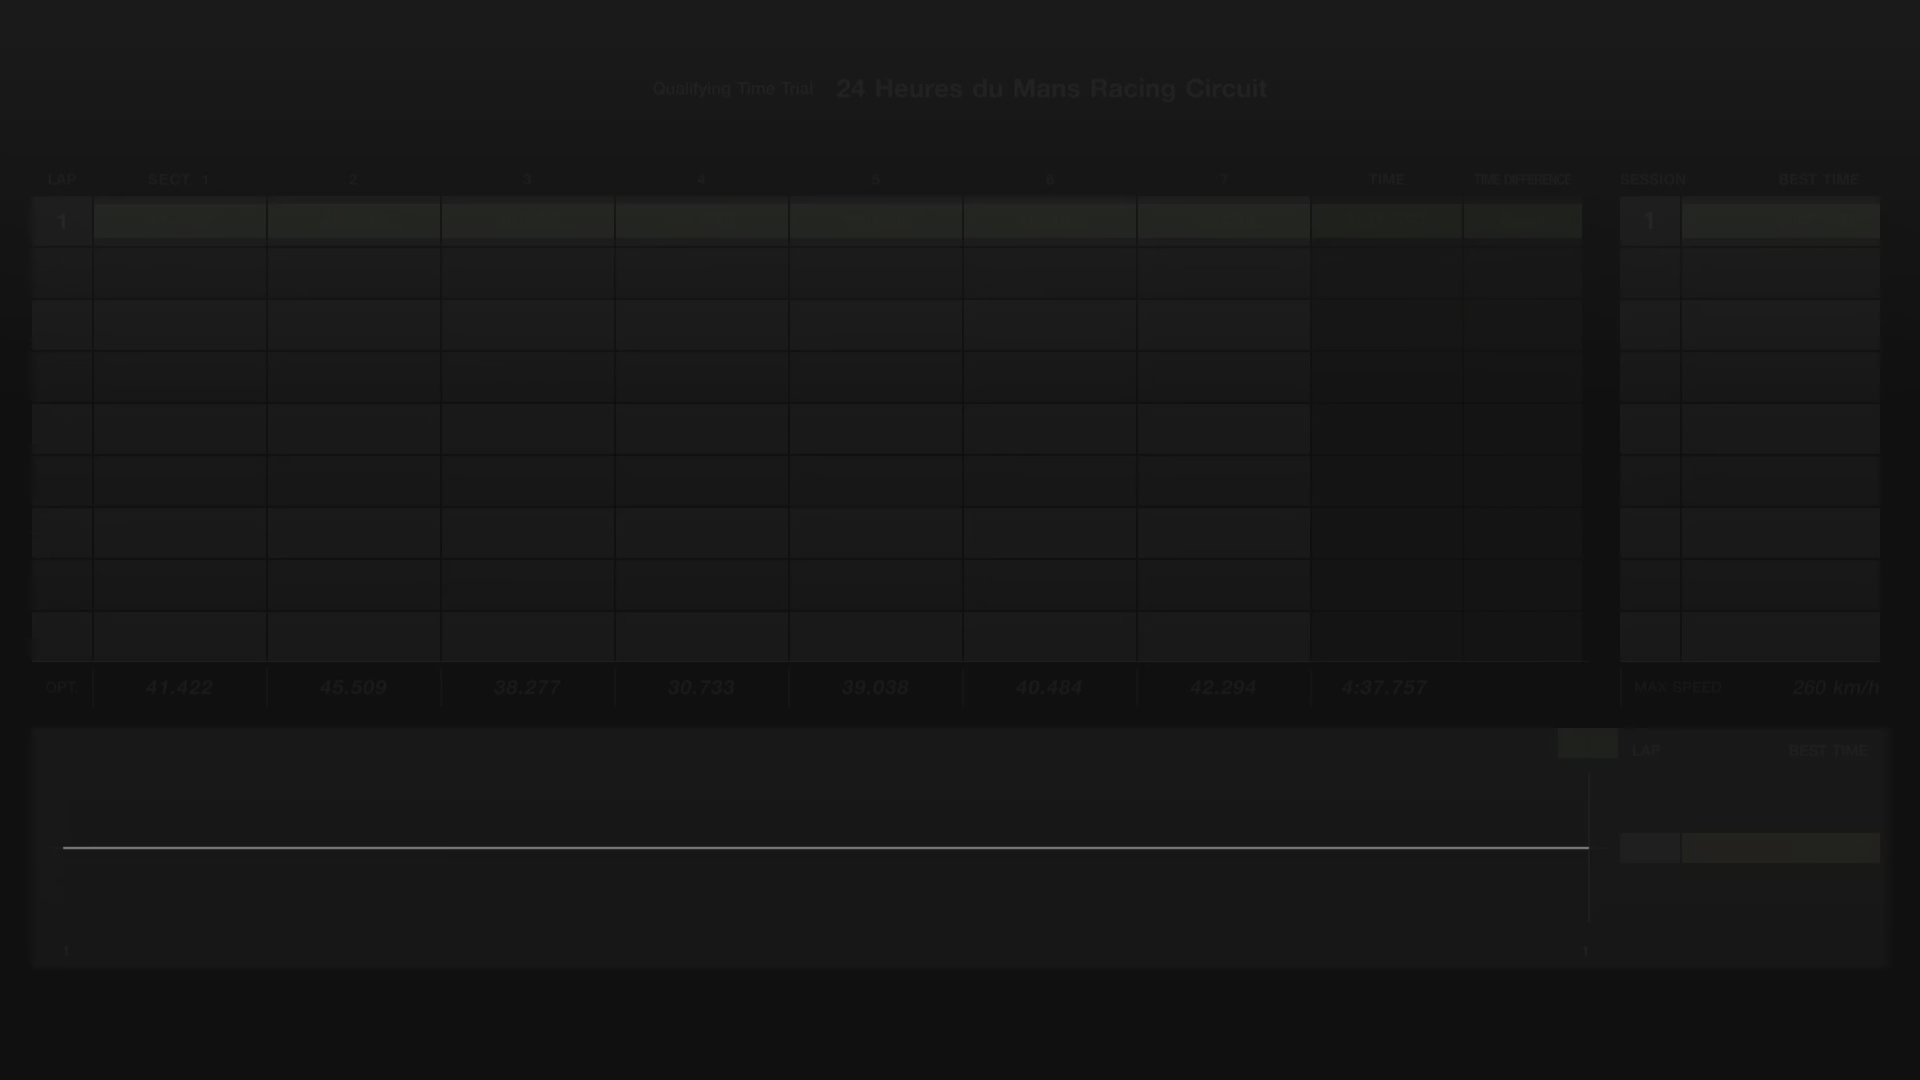 Qualifying Time Trial 24 Heures du Mans Racing Circuit
LAP SECT. 1 2 3 4 5 6 7 TIME TIME DIFFERENCE SESSION BEST TIME
1 1
OPT. 41.422 45.509 38.277 30.733 39.038 40.484 42.294 4:37.757 MAX SPEED 260 km/h
LAP BEST TIME
1 1